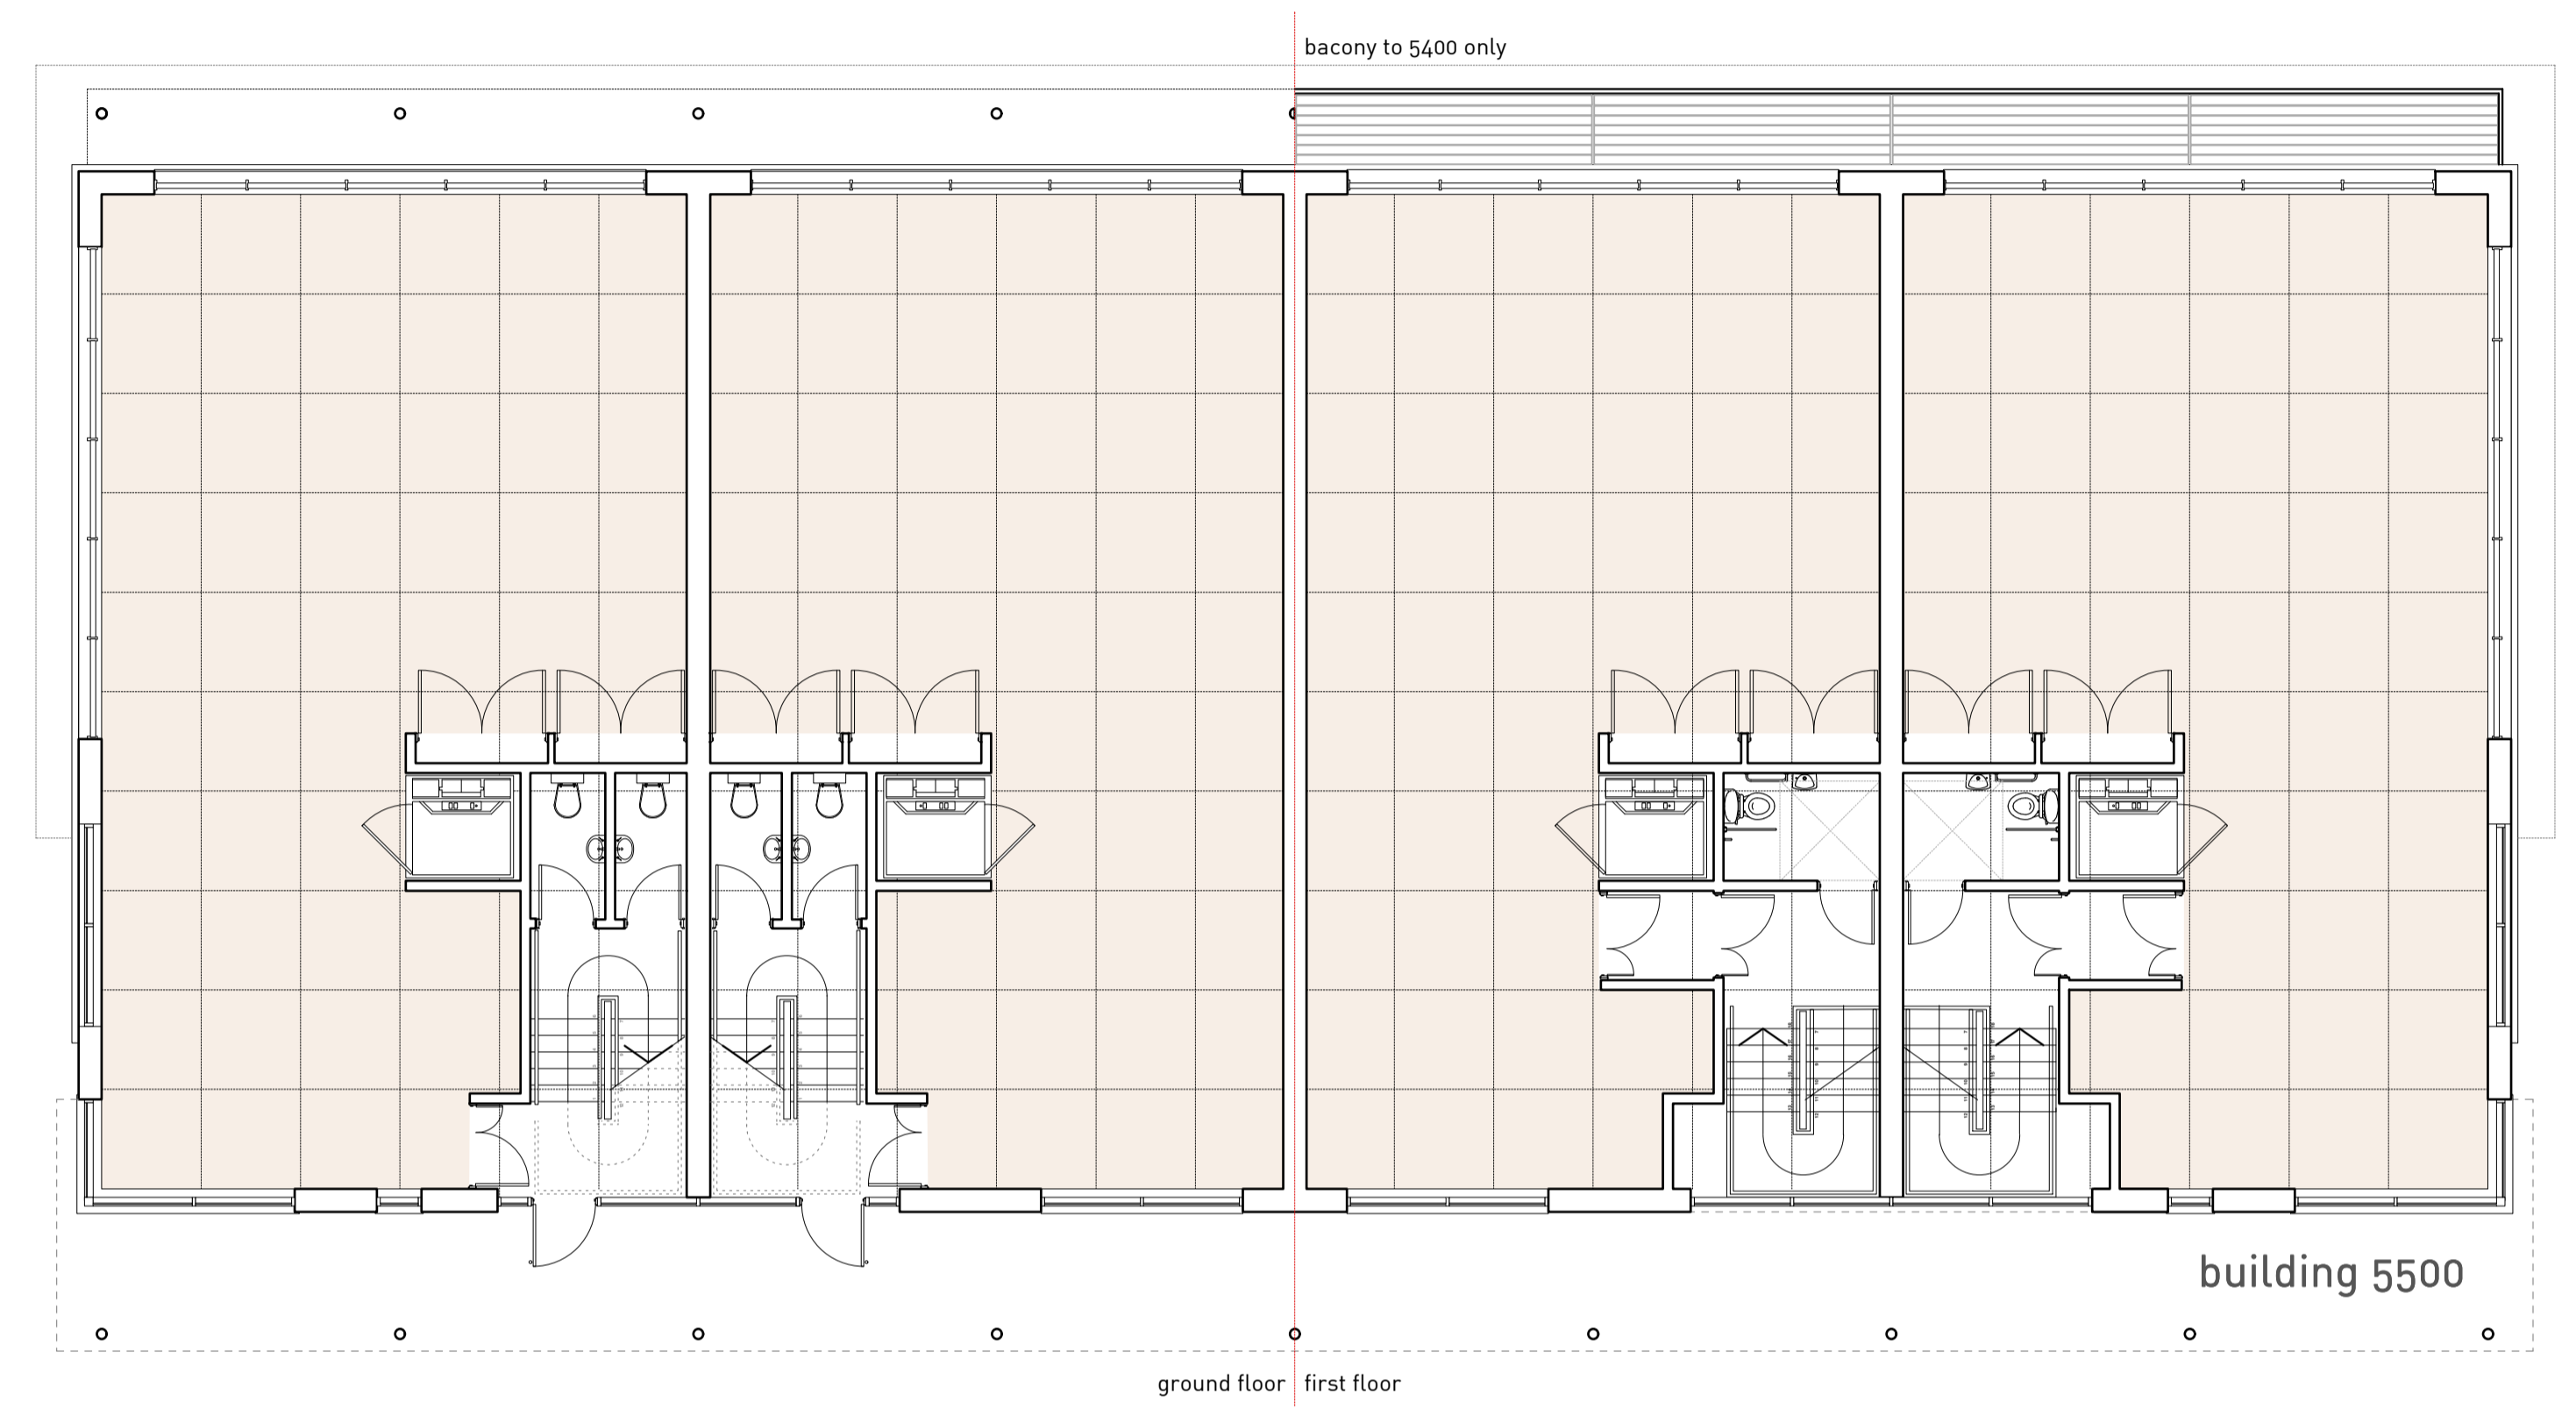 bacony to 5400 only
building 5500
ground floor
first floor